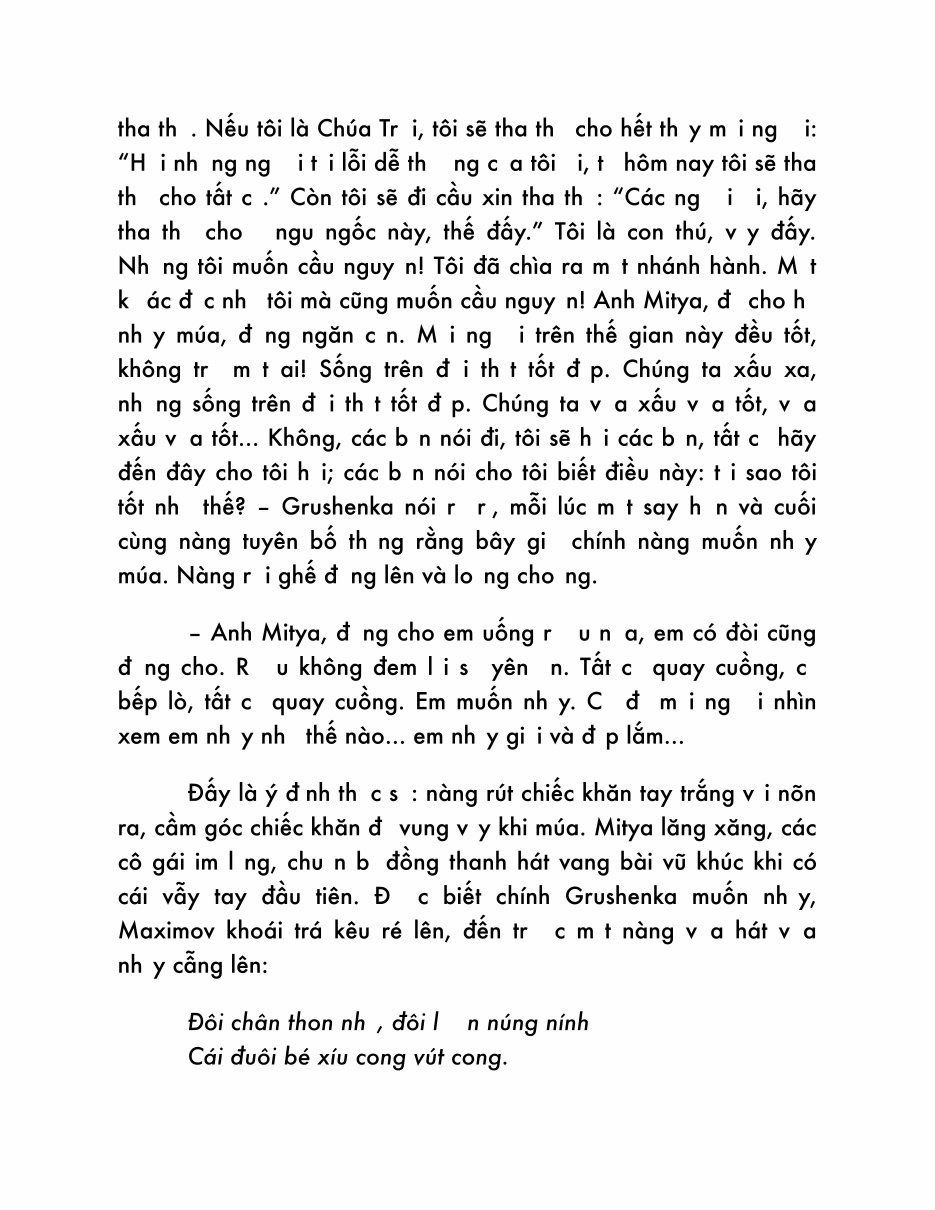 tha th . Nếu tôi là Chúa Tr i, tôi sẽ tha th cho hết th y m i ng i:
“H i nh ng ng i t i lỗi dễ th ng c a tôi i, t hôm nay tôi sẽ tha
th cho tất c .” Còn tôi sẽ đi cầu xin tha th : “Các ng i i, hãy
tha th cho ngu ngốc này, thế đấy.” Tôi là con thú, v y đấy.
Nh ng tôi muốn cầu nguy n! Tôi đã chìa ra m t nhánh hành. M t
k ác đ c nh tôi mà cũng muốn cầu nguy n! Anh Mitya, đ cho h
nh y múa, đ ng ngăn c n. M i ng i trên thế gian này đều tốt,
không tr m t ai! Sống trên đ i th t tốt đ p. Chúng ta xấu xa,
nh ng sống trên đ i th t tốt đ p. Chúng ta v a xấu v a tốt, v a
xấu v a tốt... Không, các b n nói đi, tôi sẽ h i các b n, tất c hãy
đến đây cho tôi h i; các b n nói cho tôi biết điều này: t i sao tôi
tốt nh thế? – Grushenka nói r r , mỗi lúc m t say h n và cuối
cùng nàng tuyên bố th ng rằng bây gi chính nàng muốn nh y
múa. Nàng r i ghế đ ng lên và lo ng cho ng.
– Anh Mitya, đ ng cho em uống r u n a, em có đòi cũng
đ ng cho. R u không đem l i s yên n. Tất c quay cuồng, c
bếp lò, tất c quay cuồng. Em muốn nh y. C đ m i ng i nhìn
xem em nh y nh thế nào... em nh y gi i và đ p lắm...
Đấy là ý đ nh th c s : nàng rút chiếc khăn tay trắng v i nõn
ra, cầm góc chiếc khăn đ vung v y khi múa. Mitya lăng xăng, các
cô gái im l ng, chu n b đồng thanh hát vang bài vũ khúc khi có
cái vẫy tay đầu tiên. Đ c biết chính Grushenka muốn nh y,
Maximov khoái trá kêu ré lên, đến tr c m t nàng v a hát v a
nh y cẫng lên:
Đôi chân thon nh , đôi l n núng nính
Cái đuôi bé xíu cong vút cong.